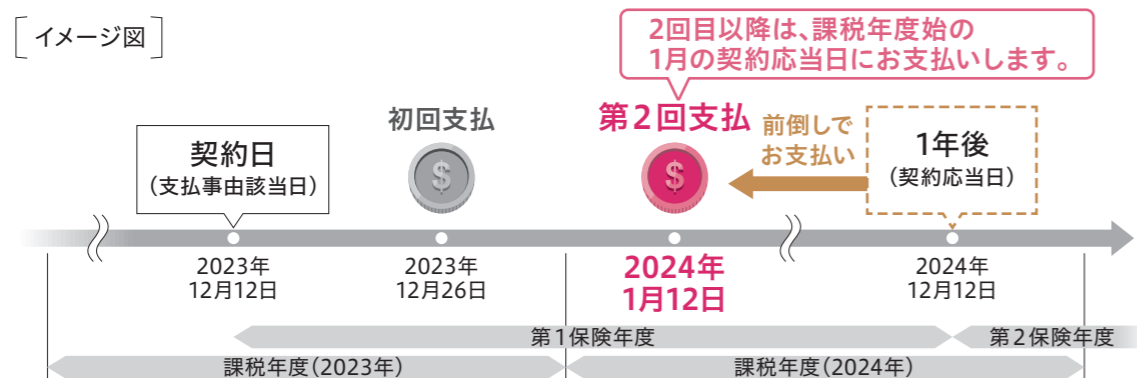 イメージ図
2回目以降は、課税年度始の
1月の契約応当日にお支払いします。
契約日
（支払事由該当日）
初回支払
$
第2回支払
$
前倒しで
お支払い
1年後
（契約応当日）
2023年
12月12日
2023年
12月26日
2024年
1月12日
2024年
12月12日
第1保険年度
第2保険年度
課税年度（2023年）
課税年度（2024年）